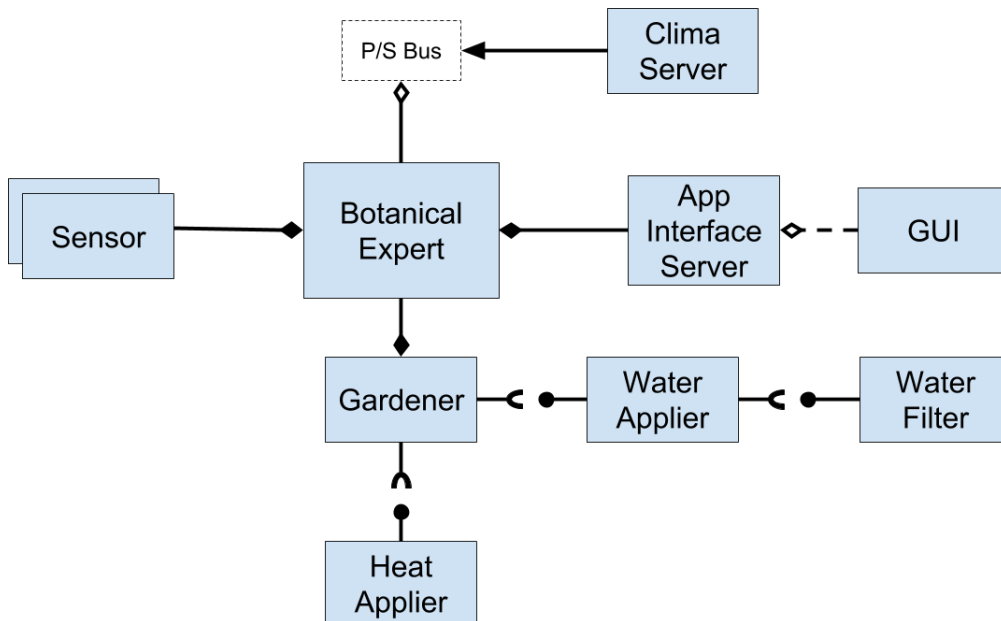 P/S Bus
Clima
Server
Sensor
Botanical
Expert
App
Interface
Server
GUI
Gardener
Water
Applier
Water
Filter
Heat
Applier